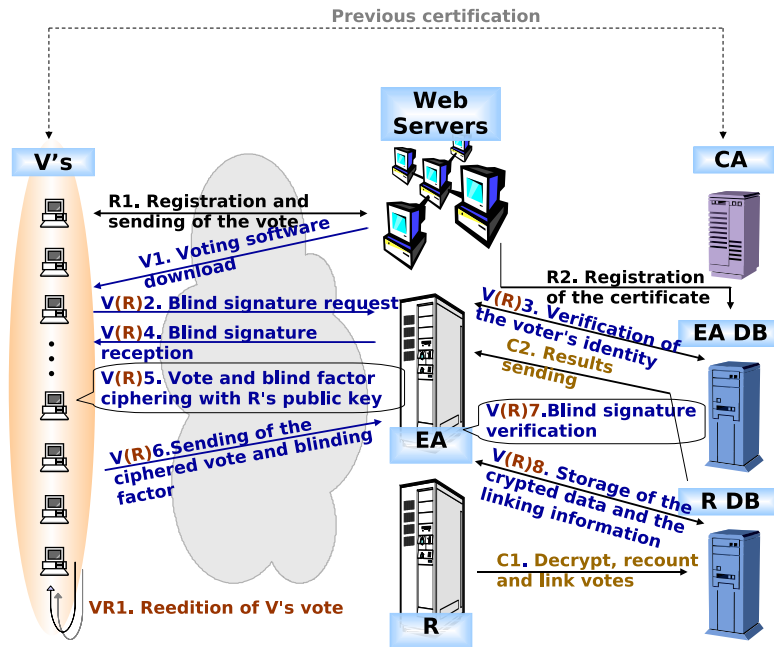 Previous certification
Web
Servers
V's
CA
R1. Registration and
sending of the vote
V1. Voting software
download
R2. Registration
of the certificate
V(R)2. Blind signature request
V(R)3. Verification of
the voter's identity
EA DB
V(R)4. Blind signature
reception
C2. Results
sending
V(R)5. Vote and blind factor
ciphering with R's public key
V(R)7.Blind signature
verification
EA
V(R)6.Sending of the
ciphered vote and blinding
factor
V(R)8. Storage of the
crypted data and the
linking information
R DB
C1. Decrypt, recount
and link votes
VR1. Reedition of V's vote
R